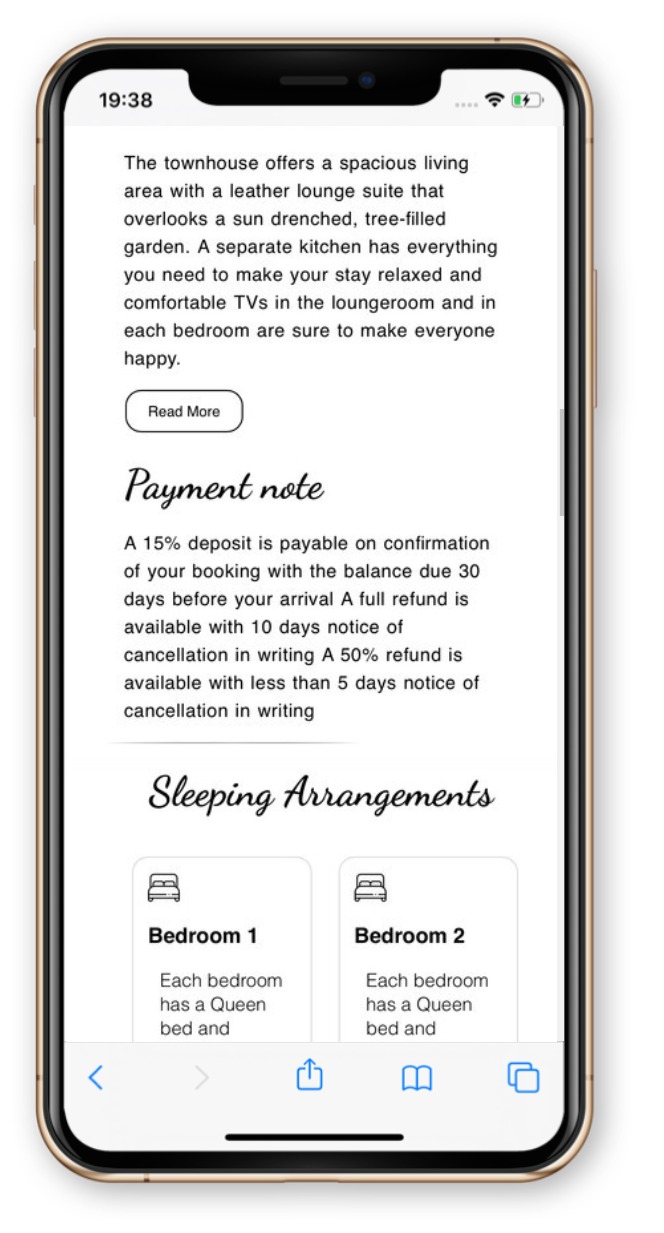 19:38
The townhouse offers a spacious living
area with a leather lounge suite that
overlooks a sun drenched, tree-filled
garden. A separate kitchen has everything
you need to make your stay relaxed and
comfortable TVs in the loungeroom and in
each bedroom are sure to make everyone
happy.
Read More
Payment note
A 15% deposit is payable on confirmation
of your booking with the balance due 30
days before your arrival A full refund is
available with 10 days notice of
cancellation in writing A 50% refund is
available with less than 5 days notice of
cancellation in writing
Sleeping Arrangements
Bedroom 1
Each bedroom
has a Queen
bed and
Bedroom 2
Each bedroom
has a Queen
bed and